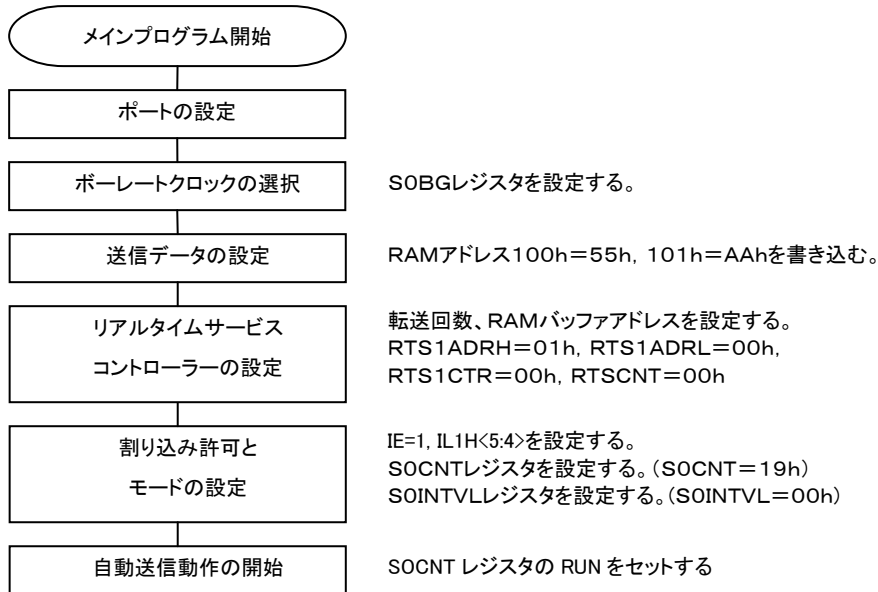 メインプログラム開始
ポートの設定
ボーレートクロックの選択
S0BGレジスタを設定する。
送信データの設定
RAMアドレス100h=55h, 101h=AAhを書き込む。
リアルタイムサービス
コントローラーの設定
転送回数、RAMバッファアドレスを設定する。
RTS1ADRH=01h, RTS1ADRL=00h,
RTS1CTR=00h, RTSCNT=00h
割り込み許可と
モードの設定
IE=1, IL1H<5:4>を設定する。
S0CNTレジスタを設定する。(S0CNT=19h)
S0INTVLレジスタを設定する。(S0INTVL=00h)
自動送信動作の開始
S0CNT レジスタの RUN をセットする